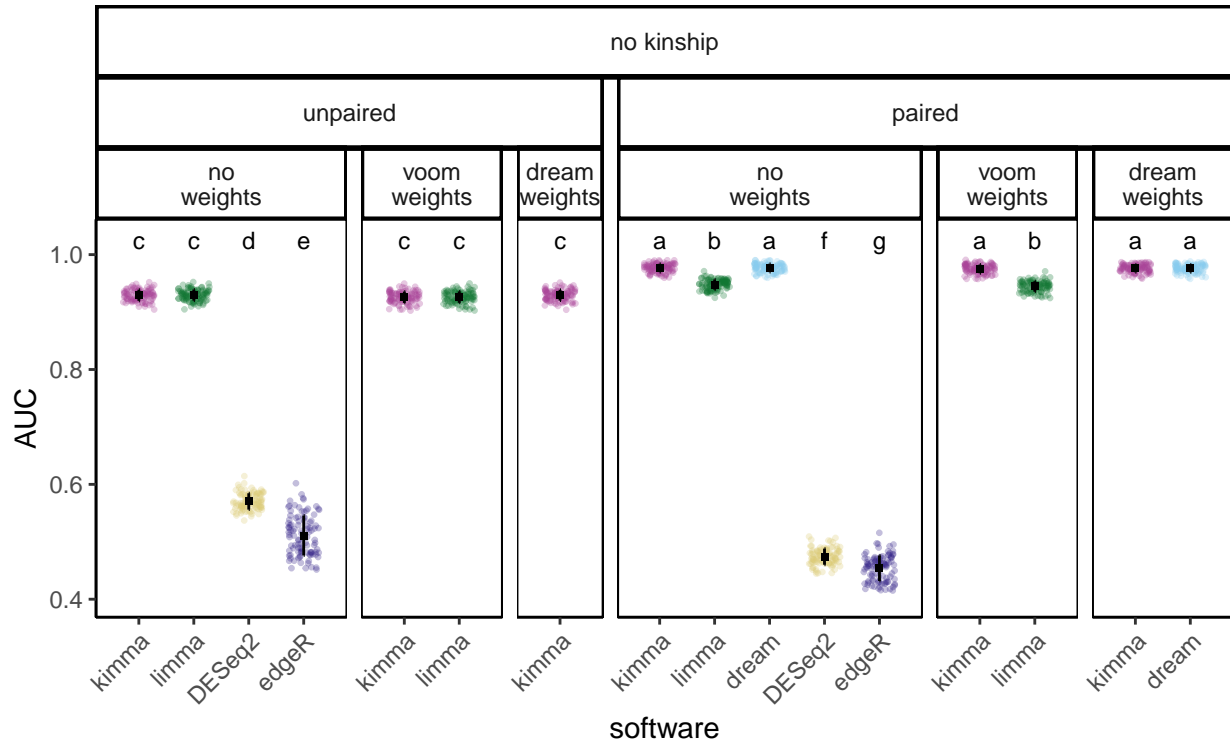 no kinship
unpaired
paired
no
weights
voom
weights
dream
weights
no
weights
voom
weights
dream
weights
c c d e c c c a b a f g a b a a
1.0
0.8
0.6
0.4
AUC
kimma limma DESeq2 edgeR kimma limma kimma kimma limma dream DESeq2 edgeR kimma limma kimma dream
software